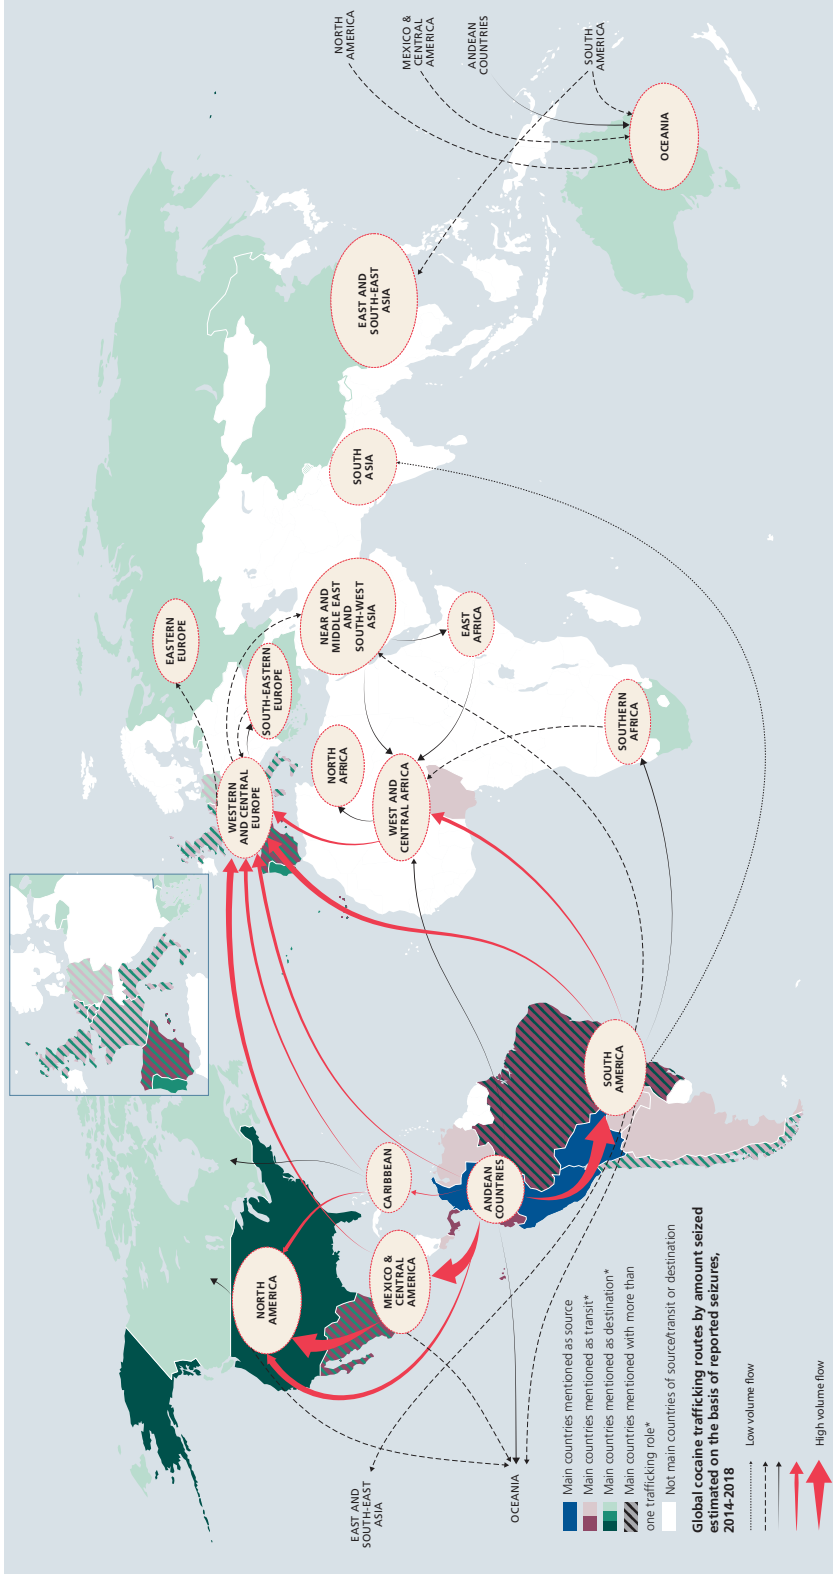 NORTH
AMERICA
MEXICO &
CENTRAL
AMERICA
ANDEAN
COUNTRIES
SOUTH
AMERICA
OCEANIA
EAST AND
SOUTH-EAST
ASIA
SOUTH
ASIA
EASTERN
EUROPE
SOUTH-EASTERN
EUROPE
NEAR AND
MIDDLE EAST
AND
SOUTH-WEST
ASIA
EAST
AFRICA
WESTERN
AND CENTRAL
EUROPE
NORTH
AFRICA
WEST AND
CENTRAL AFRICA
SOUTHERN
AFRICA
SOUTH
AMERICA
CARIBBEAN
ANDEAN
COUNTRIES
NORTH
AMERICA
MEXICO &
CENTRAL
AMERICA
EAST AND
SOUTH-EAST
ASIA
OCEANIA
Main countries mentioned as source
Main countries mentioned as transit*
Main countries mentioned as destination*
Main countries mentioned with more than
one trafficking role*
Not main countries of source/transit or destination
Global cocaine trafficking routes by amount seized
estimated on the basis of reported seizures,
2014-2018
Low volume flow
High volume flow